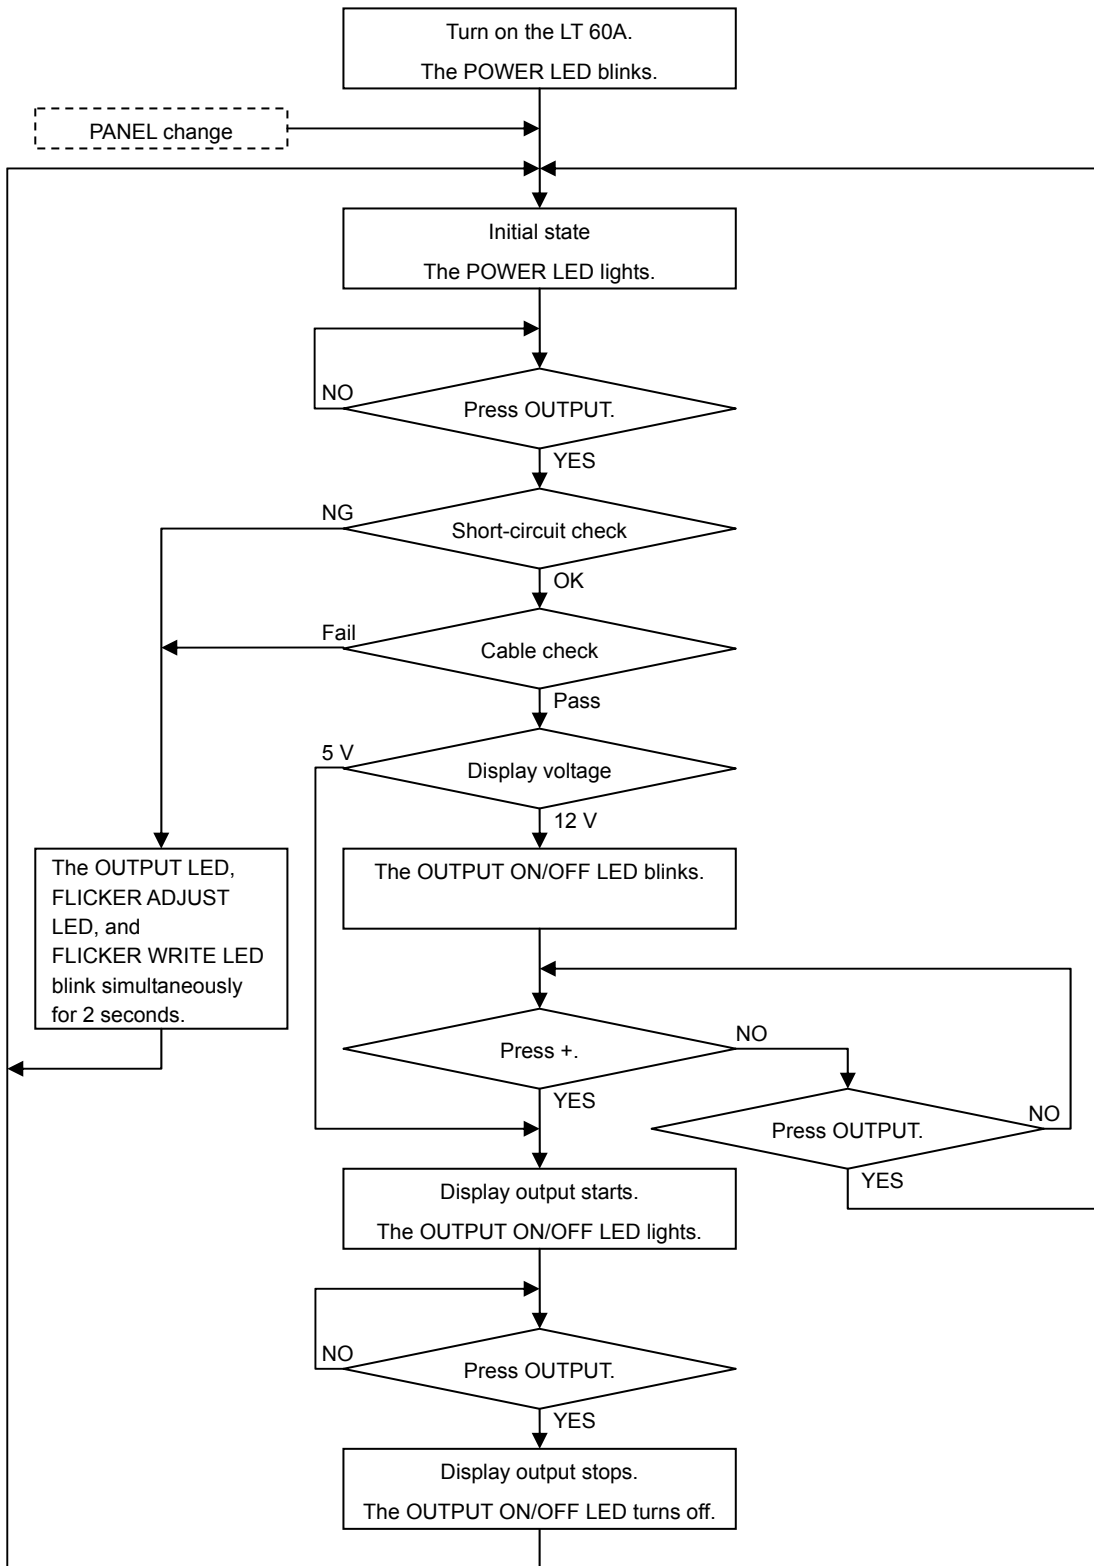 Turn on the LT 60A.
The POWER LED blinks.
PANEL change
Initial state
The POWER LED lights.
NO
Press OUTPUT.
YES
NG
Short-circuit check
OK
Fail
Cable check
Pass
5 V
Display voltage
12 V
The OUTPUT LED,
FLICKER ADJUST
LED, and
FLICKER WRITE LED
blink simultaneously
for 2 seconds.
The OUTPUT ON/OFF LED blinks.
Press +.
NO
YES
Press OUTPUT.
NO
YES
Display output starts.
The OUTPUT ON/OFF LED lights.
NO
Press OUTPUT.
YES
Display output stops.
The OUTPUT ON/OFF LED turns off.